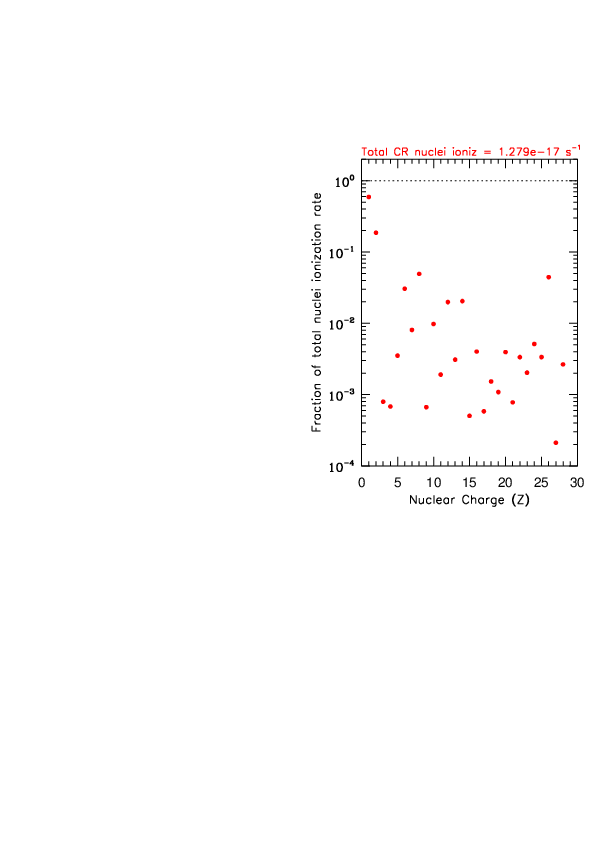 Total CR nuclei ioniz = 1.279e−17 s⁻¹
Fraction of total nuclei ionization rate
10⁰
10⁻¹
10⁻²
10⁻³
10⁻⁴
0 5 10 15 20 25 30
Nuclear Charge (Z)